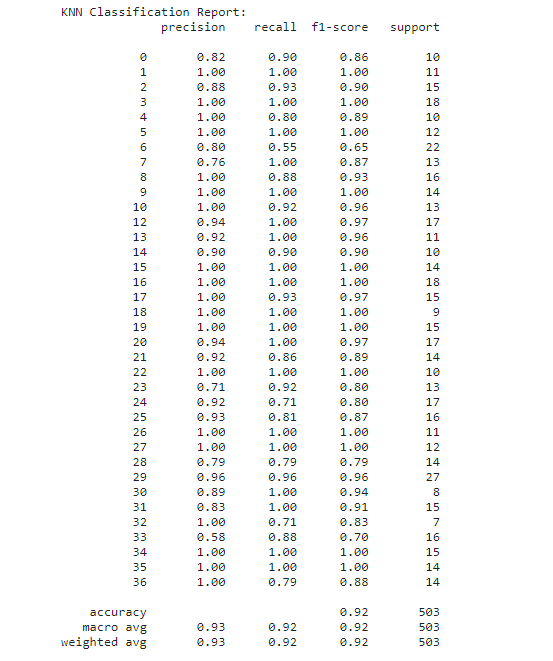 KNN Classification Report:
precision recall f1-score support
0 0.82 0.90 0.86 10
1 1.00 1.00 1.00 11
2 0.88 0.93 0.90 15
3 1.00 1.00 1.00 18
4 1.00 0.80 0.89 10
5 1.00 1.00 1.00 12
6 0.80 0.55 0.65 22
7 0.76 1.00 0.87 13
8 1.00 0.88 0.93 16
9 1.00 1.00 1.00 14
10 1.00 0.92 0.96 13
12 0.94 1.00 0.97 17
13 0.92 1.00 0.96 11
14 0.90 0.90 0.90 10
15 1.00 1.00 1.00 14
16 1.00 1.00 1.00 18
17 1.00 0.93 0.97 15
18 1.00 1.00 1.00 9
19 1.00 1.00 1.00 15
20 0.94 1.00 0.97 17
21 0.92 0.86 0.89 14
22 1.00 1.00 1.00 10
23 0.71 0.92 0.80 13
24 0.92 0.71 0.80 17
25 0.93 0.81 0.87 16
26 1.00 1.00 1.00 11
27 1.00 1.00 1.00 12
28 0.79 0.79 0.79 14
29 0.96 0.96 0.96 27
30 0.89 1.00 0.94 8
31 0.83 1.00 0.91 15
32 1.00 0.71 0.83 7
33 0.58 0.88 0.70 16
34 1.00 1.00 1.00 15
35 1.00 1.00 1.00 14
36 1.00 0.79 0.88 14
accuracy 0.92 503
macro avg 0.93 0.92 0.92 503
weighted avg 0.93 0.92 0.92 503